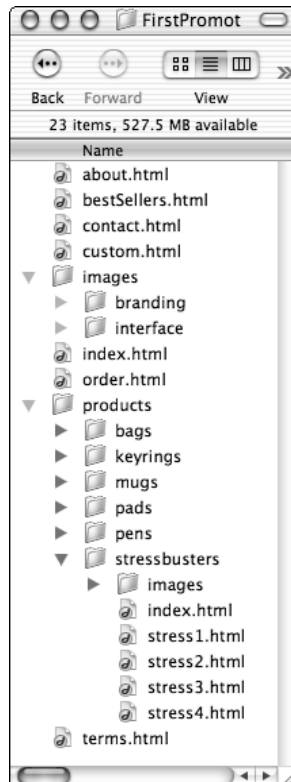 FirstPromot
Back Forward View
23 items, 527.5 MB available
Name
about.html
bestSellers.html
contact.html
custom.html
images
branding
interface
index.html
order.html
products
bags
keyrings
mugs
pads
pens
stressbusters
images
index.html
stress1.html
stress2.html
stress3.html
stress4.html
terms.html